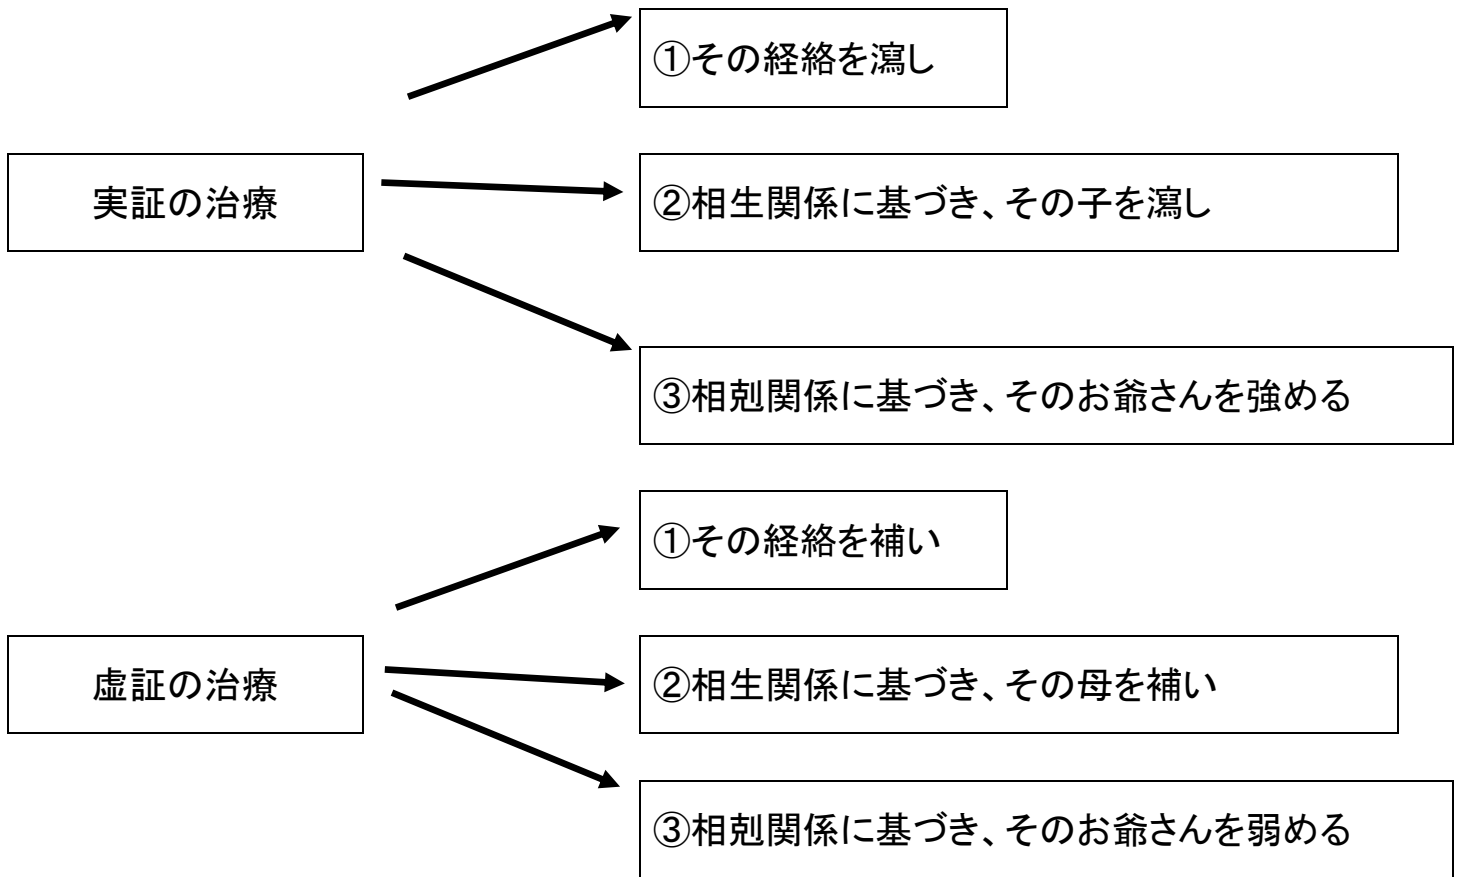 ①その経絡を瀉し
実証の治療
②相生関係に基づき、その子を瀉し
③相剋関係に基づき、そのお爺さんを強める
①その経絡を補い
虚証の治療
②相生関係に基づき、その母を補い
③相剋関係に基づき、そのお爺さんを弱める